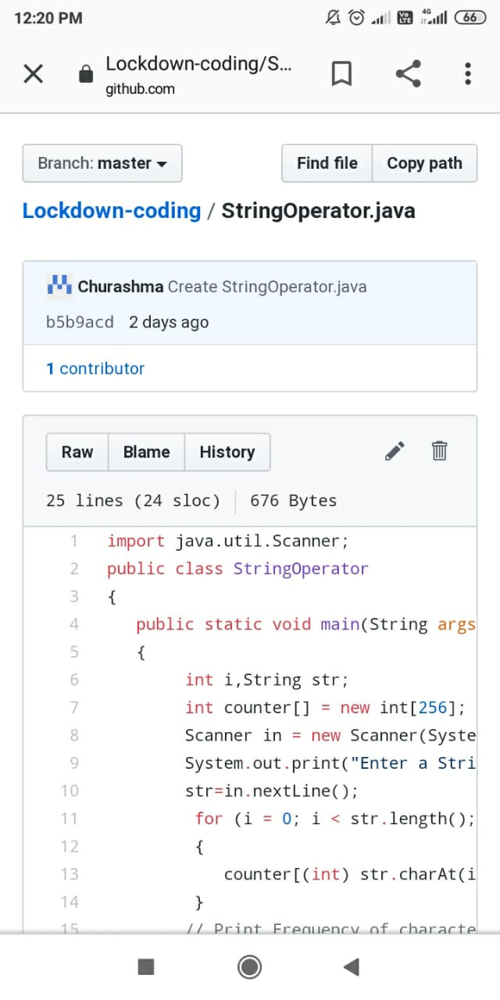 12:20 PM Vo LTE 4G 66
Lockdown-coding/S...
github.com
Branch: master Find file Copy path
Lockdown-coding / StringOperator.java
Churashma Create StringOperator.java
b5b9acd 2 days ago
1 contributor
Raw Blame History
25 lines (24 sloc) 676 Bytes
1 import java.util.Scanner;
2 public class StringOperator
3 {
4 public static void main(String args
5 {
6 int i,String str;
7 int counter[] = new int[256];
8 Scanner in = new Scanner(Syste
9 System.out.print("Enter a Stri
10 str=in.nextLine();
11 for (i = 0; i < str.length();
12 {
13 counter[(int) str.charAt(i
14 }
15 // Print Frequency of characte